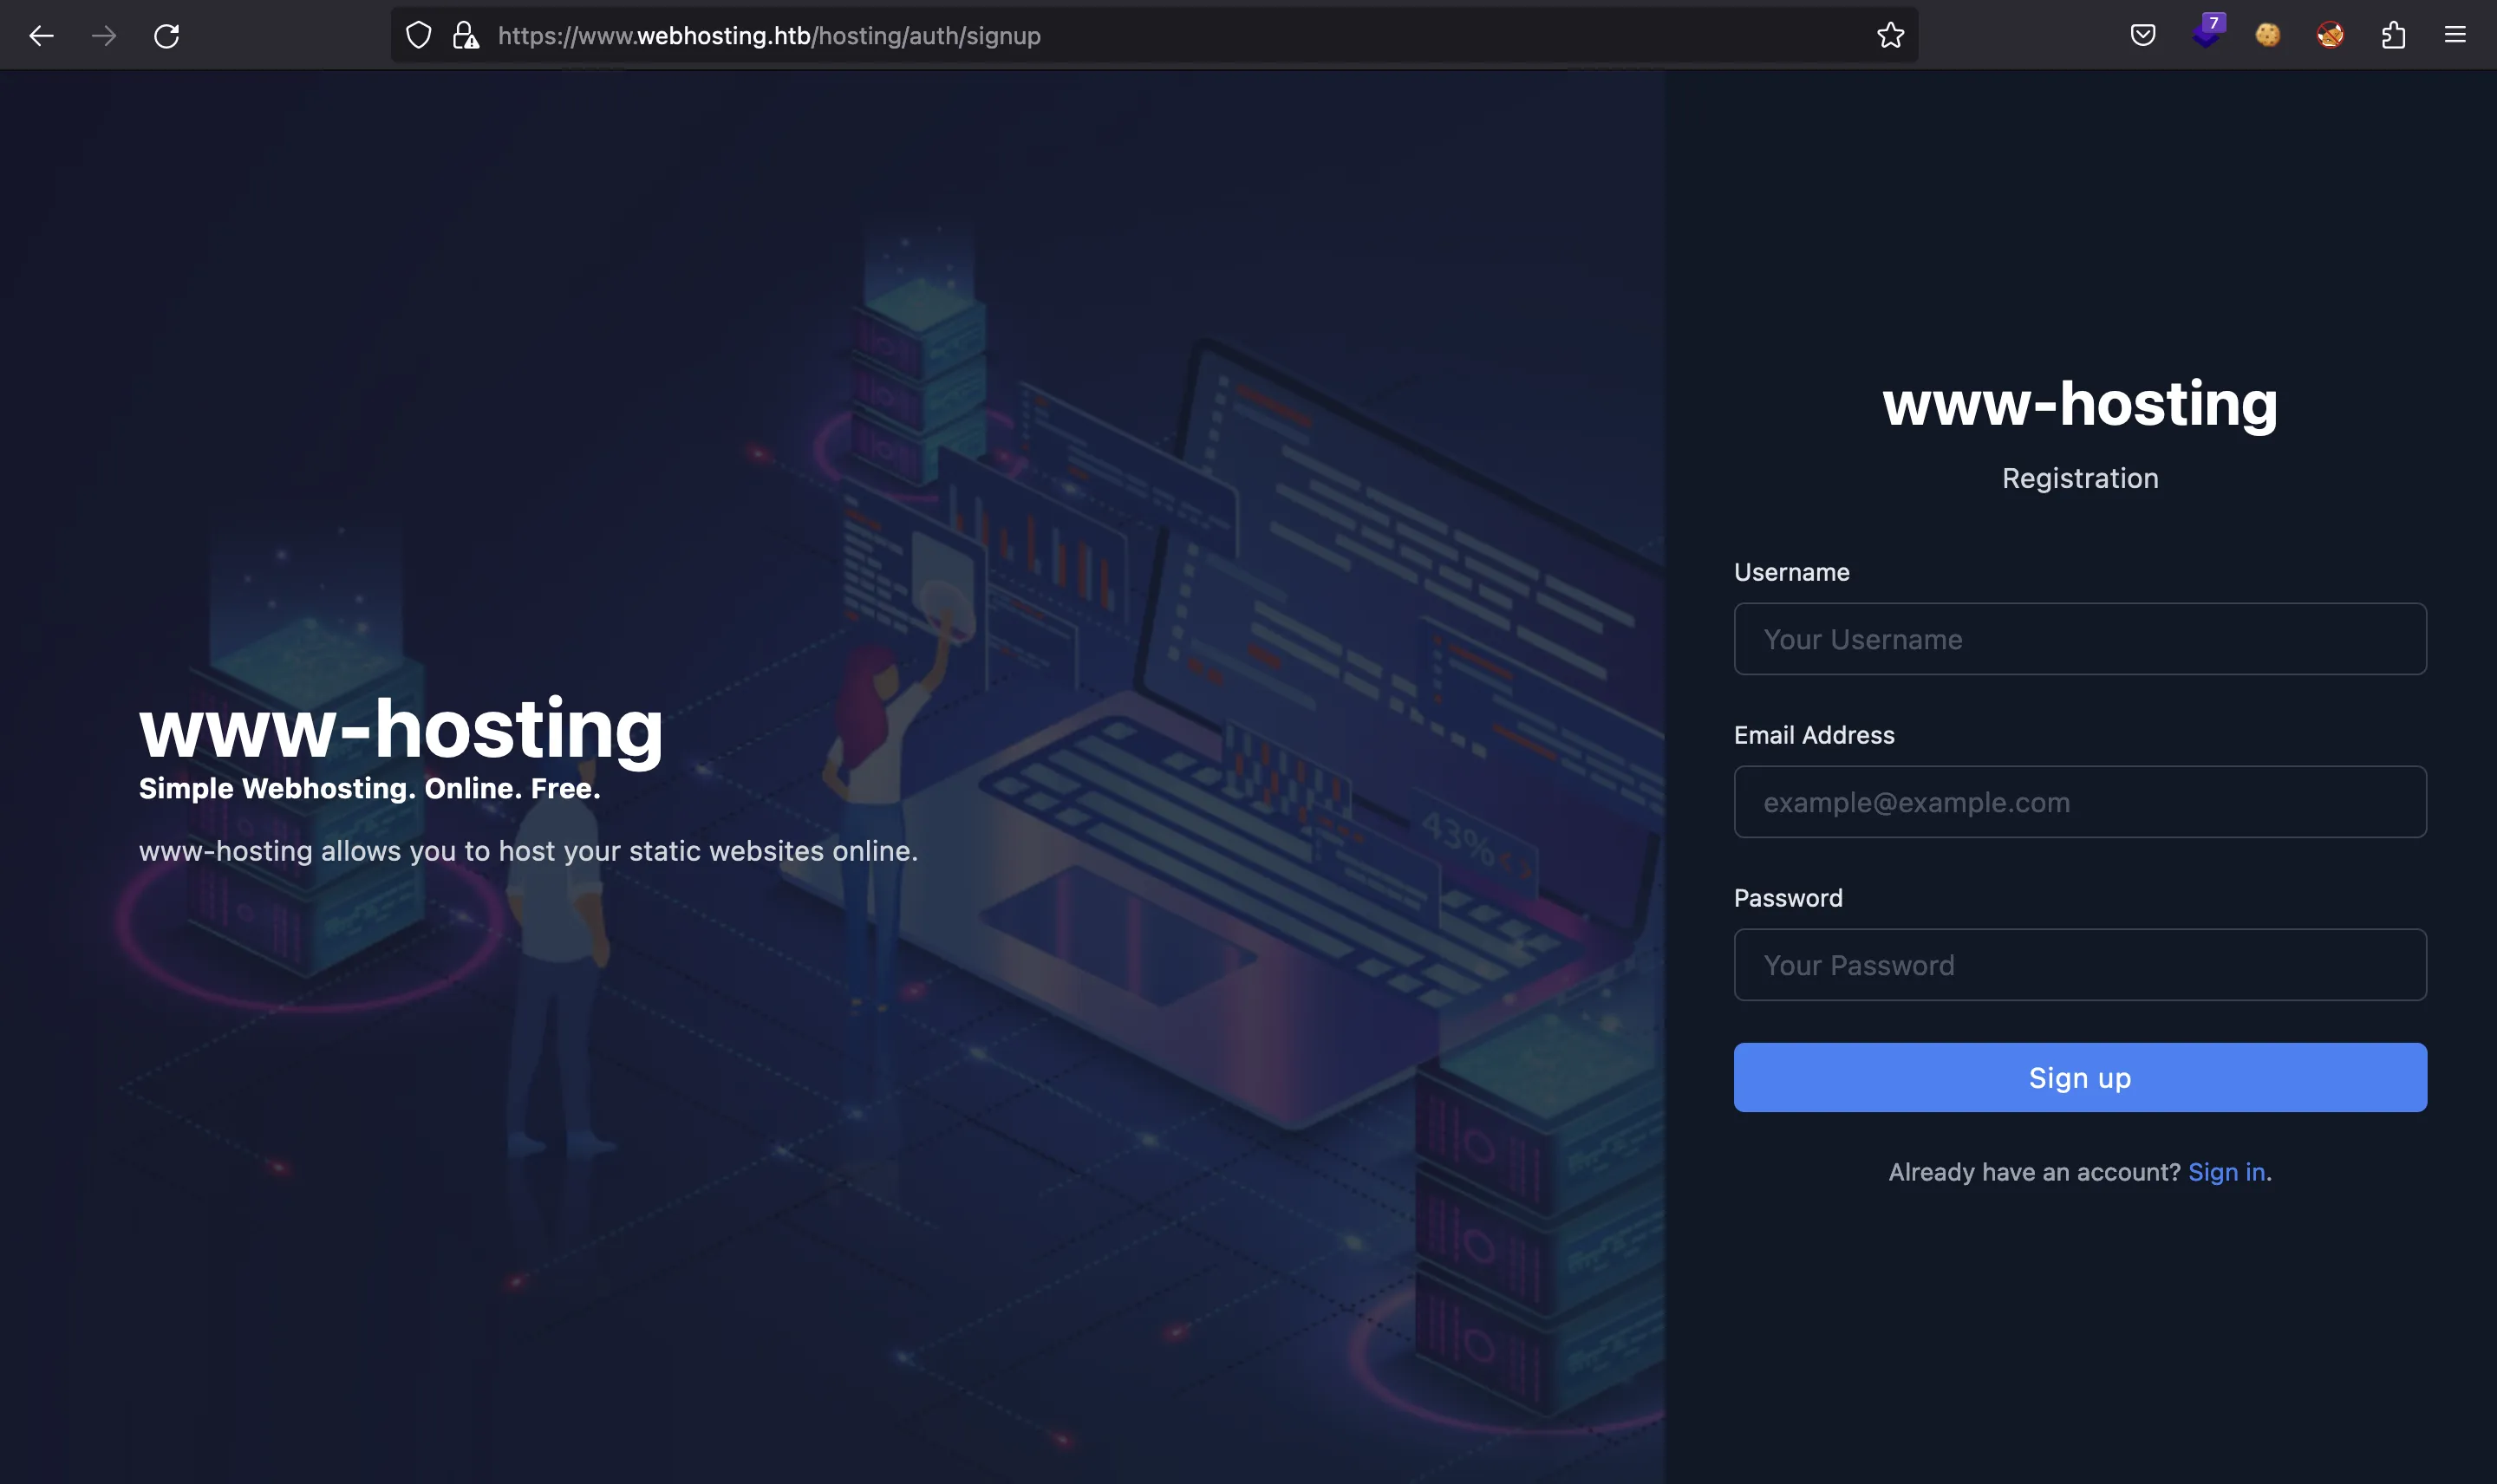 7
https://www.webhosting.htb/hosting/auth/signup
www-hosting
Simple Webhosting. Online. Free.
www-hosting allows you to host your static websites online.
43%
www-hosting
Registration
Username
Your Username
Email Address
example@example.com
Password
Your Password
Sign up
Already have an account? Sign in.